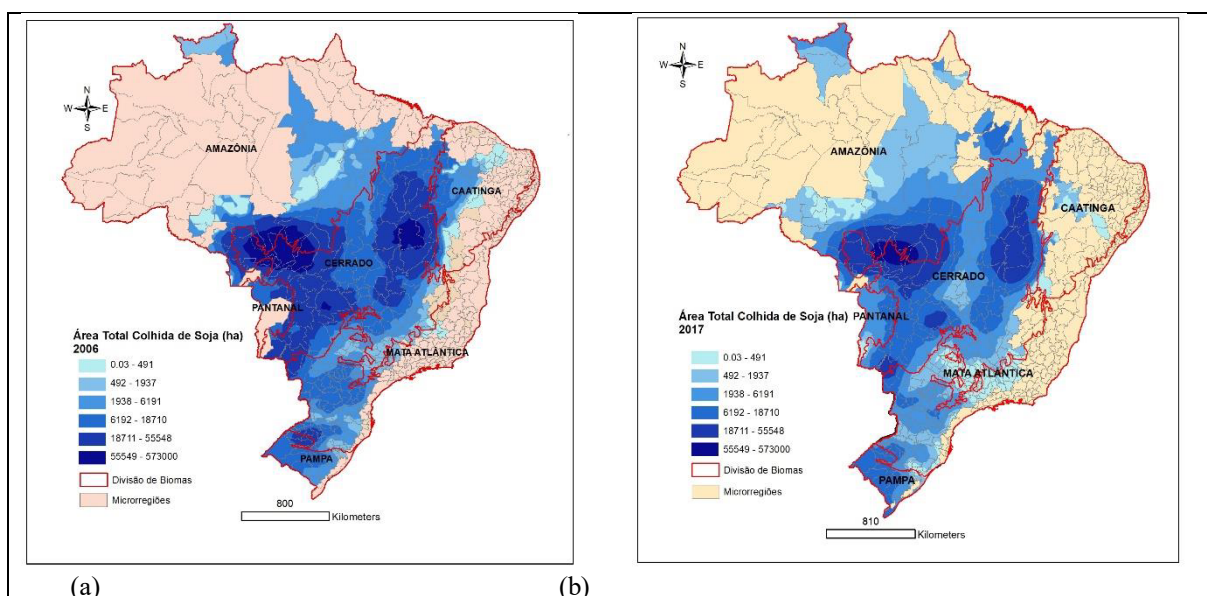 N
W E
S
AMAZÔNIA
CAATINGA
CERRADO
PANTANAL
MATA ATLÂNTICA
PAMPA
Área Total Colhida de Soja (ha)
2006
0.03 - 491
492 - 1937
1938 - 6191
6192 - 18710
18711 - 55548
55549 - 573000
Divisão de Biomas
Microrregiões
800
Kilometers
(a)
N
W E
S
AMAZÔNIA
CAATINGA
CERRADO
PANTANAL
MATA ATLÂNTICA
PAMPA
Área Total Colhida de Soja (ha)
2017
0.03 - 491
492 - 1937
1938 - 6191
6192 - 18710
18711 - 55548
55549 - 573000
Divisão de Biomas
Microrregiões
810
Kilometers
(b)